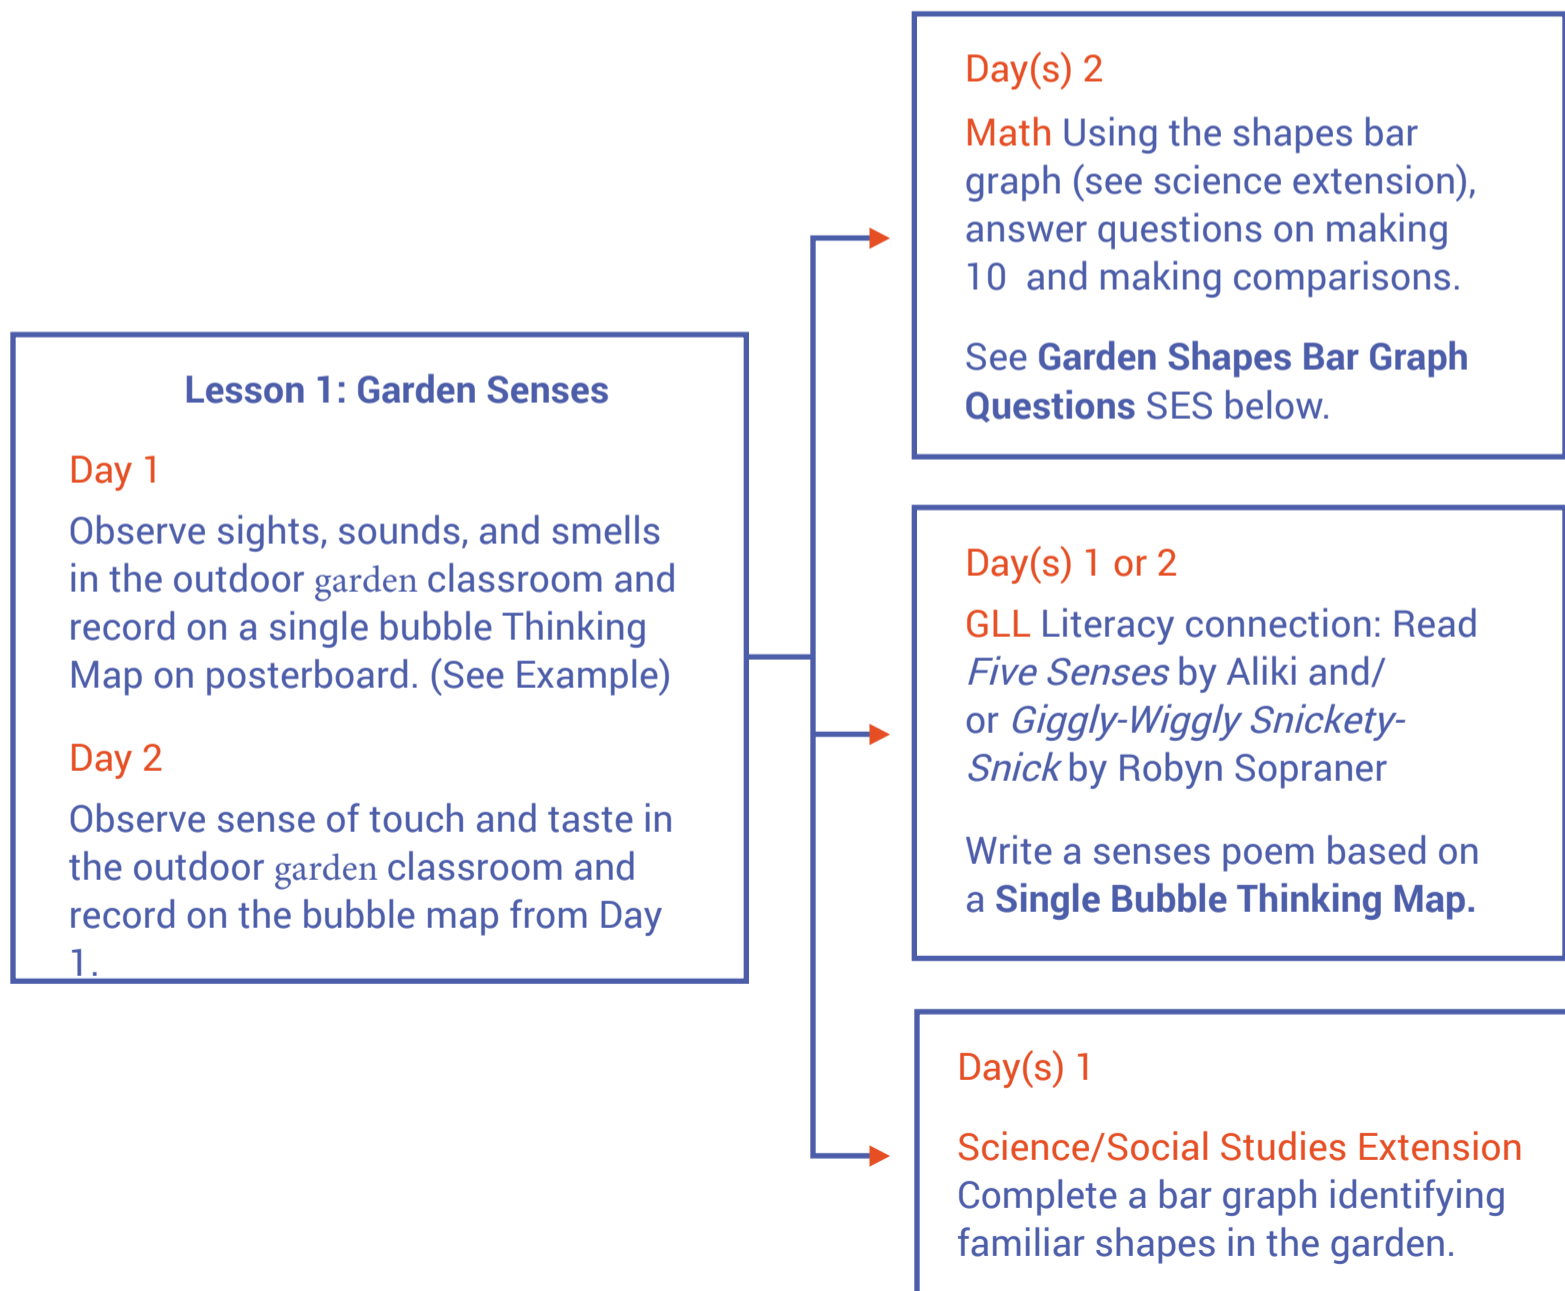 Lesson 1: Garden Senses
Day 1
Observe sights, sounds, and smells
in the outdoor garden classroom and
record on a single bubble Thinking
Map on posterboard. (See Example)
Day 2
Observe sense of touch and taste in
the outdoor garden classroom and
record on the bubble map from Day
1.
Day(s) 2
Math Using the shapes bar
graph (see science extension),
answer questions on making
10  and making comparisons.
See Garden Shapes Bar Graph
Questions SES below.
Day(s) 1 or 2
GLL Literacy connection: Read
Five Senses by Aliki and/
or Giggly-Wiggly Snickety-
Snick by Robyn Sopraner
Write a senses poem based on
a Single Bubble Thinking Map.
Day(s) 1
Science/Social Studies Extension
Complete a bar graph identifying
familiar shapes in the garden.